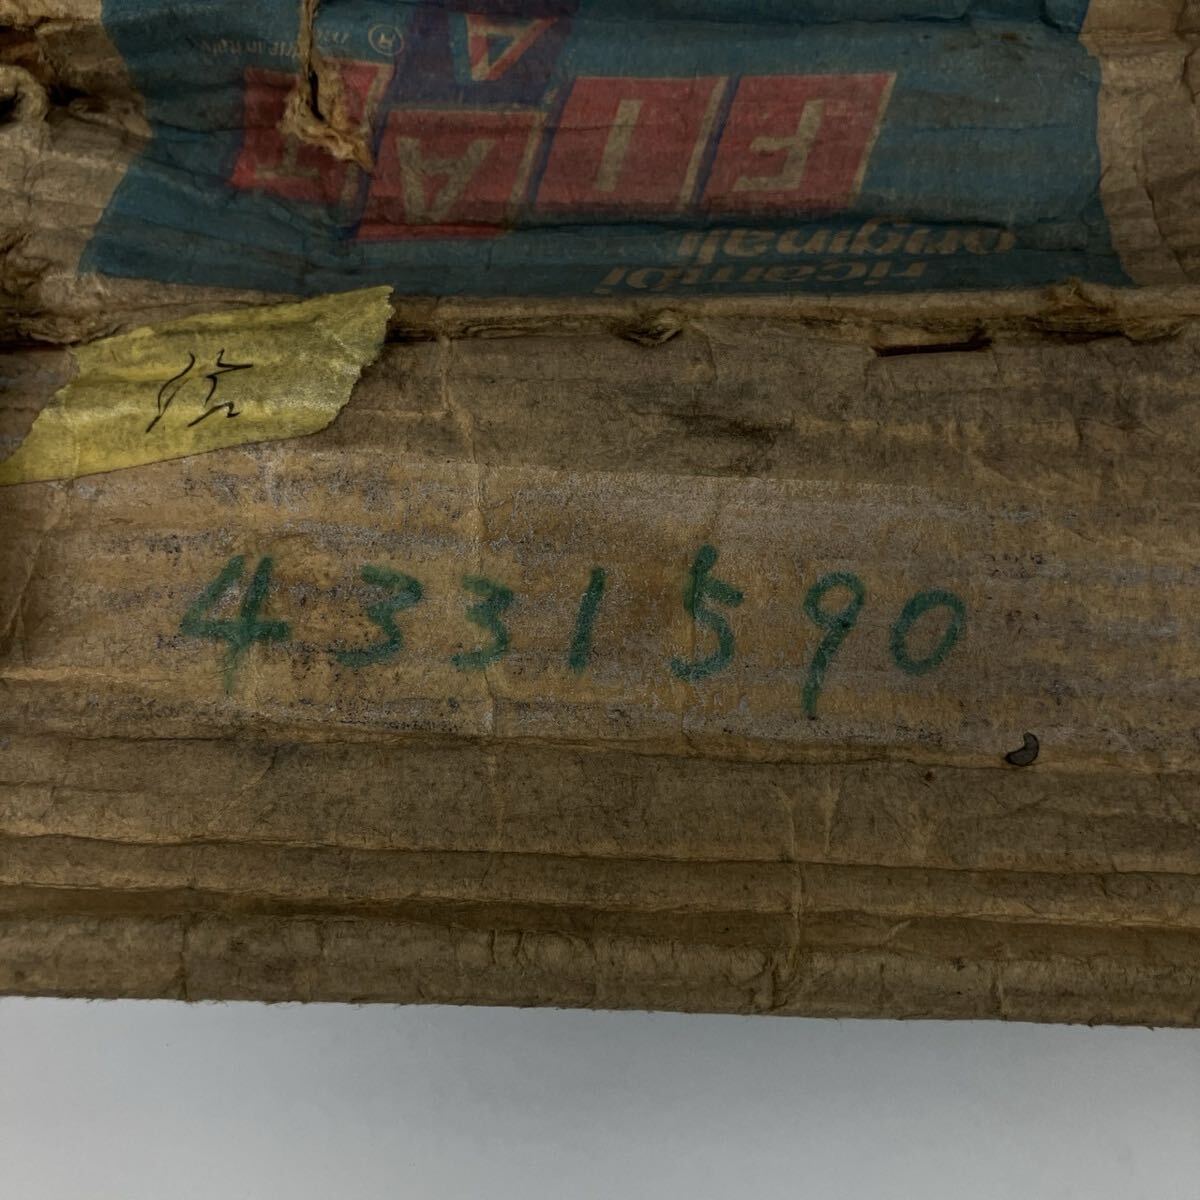 ricambi
originali
FIAT
®
4331590